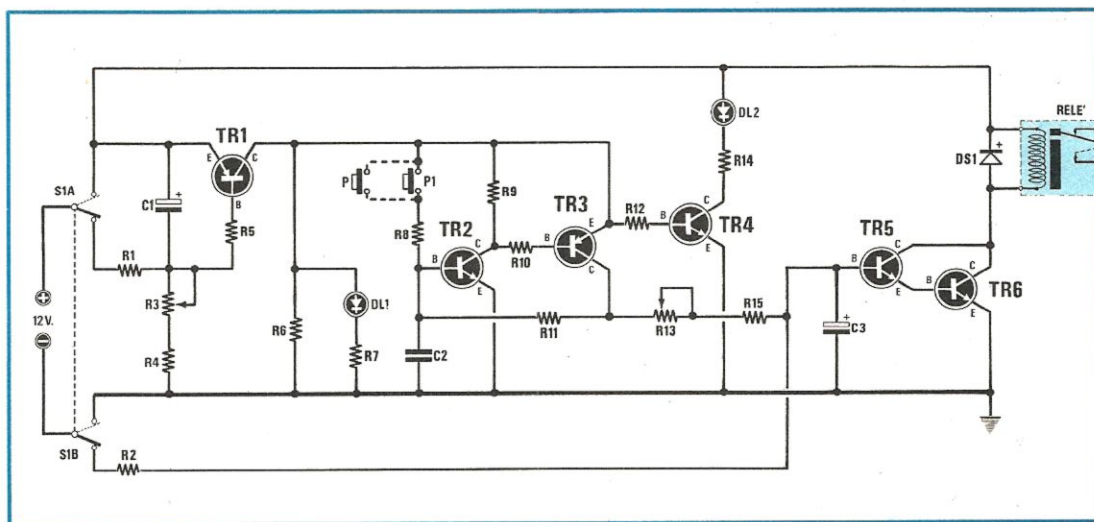 RELE'
DL2
TR1
DS1
R14
E
C
P
P1
R9
S1A
C1
B
TR3
E
R12
C
B
TR4
TR5
R5
R8
TR2
C
R10
B
E
C
R1
B
C
B
E
TR6
C
R3
DL1
E
R13
R15
E
B
12V.
R6
R11
C3
E
R4
C2
R7
S1B
R2